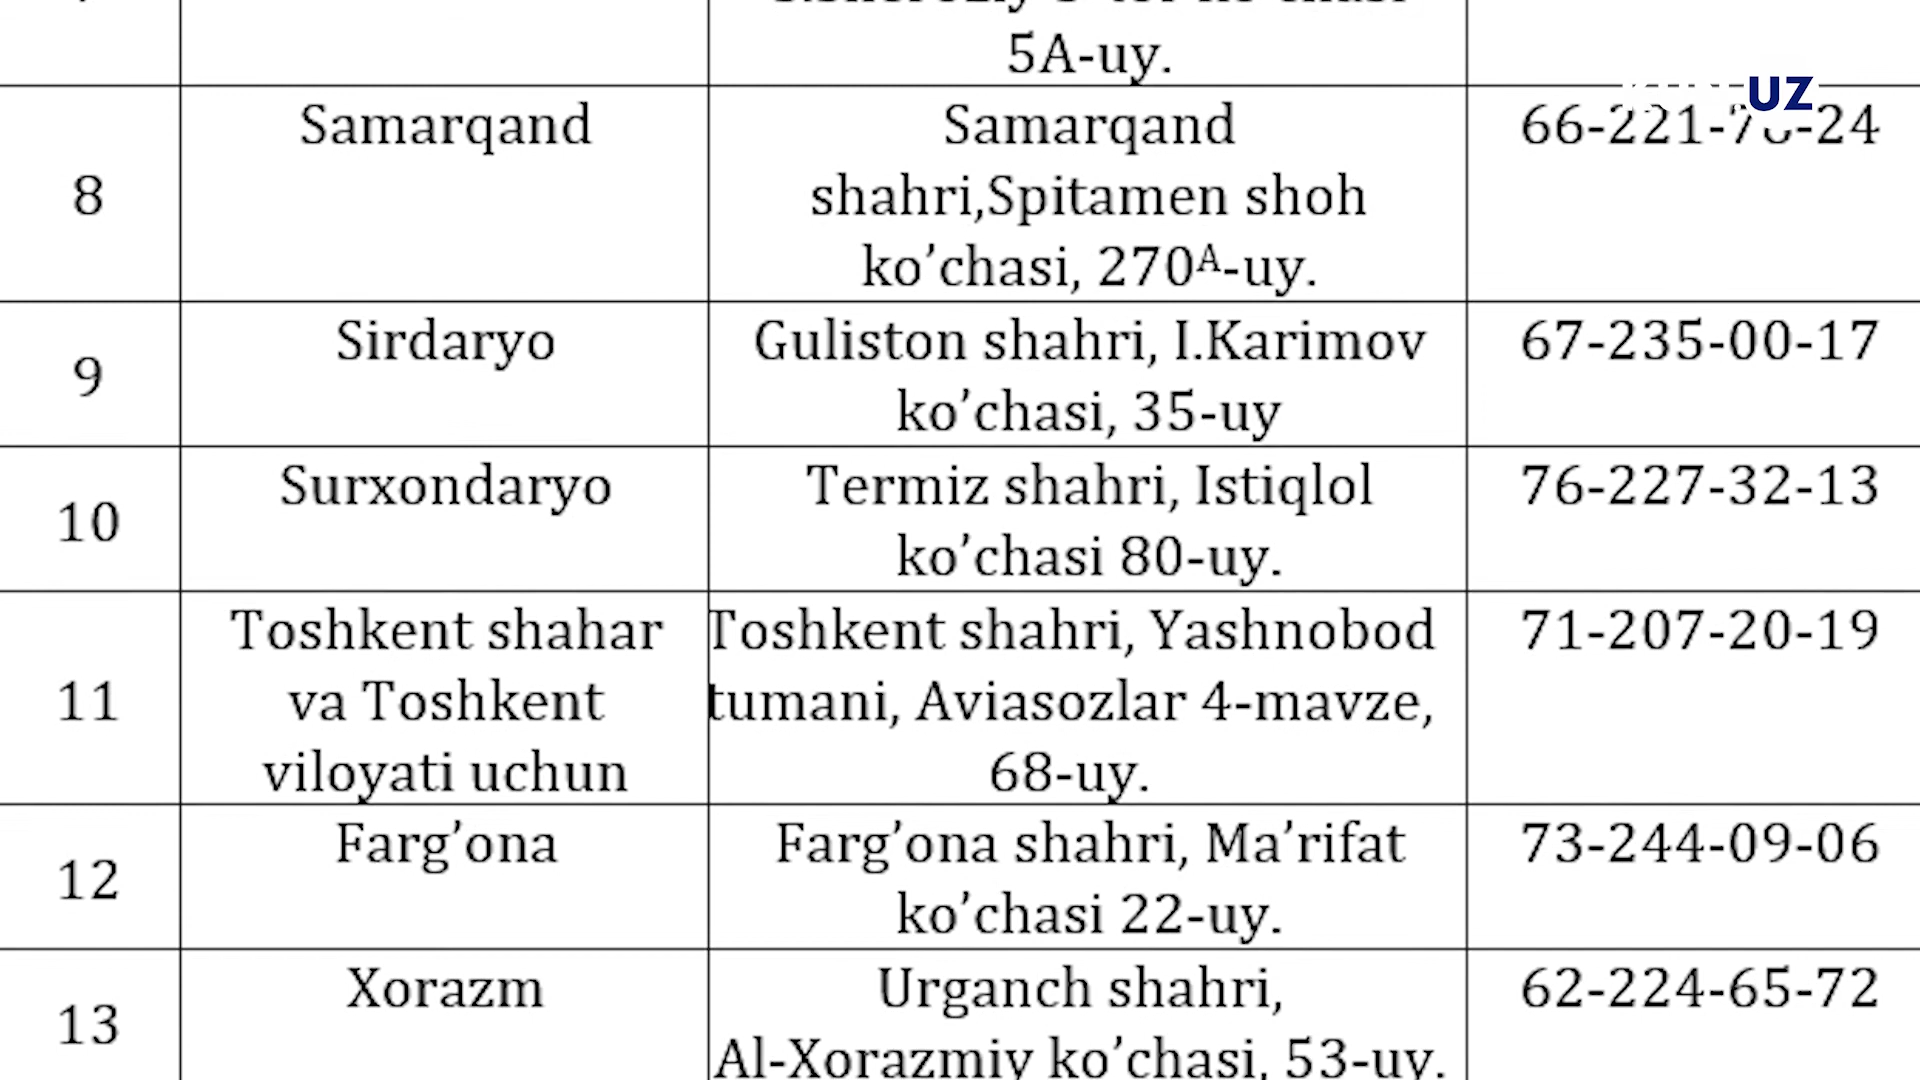 5A-uy.
UZ
8
Samarqand
Samarqand
shahri,Spitamen shoh
ko’chasi, 270ᴬ-uy.
9
Sirdaryo
Guliston shahri, I.Karimov
ko’chasi, 35-uy
67-235-00-17
10
Surxondaryo
Termiz shahri, Istiqlol
ko’chasi 80-uy.
76-227-32-13
11
Toshkent shahar
va Toshkent
viloyati uchun
Toshkent shahri, Yashnobod
tumani, Aviasozlar 4-mavze,
68-uy.
71-207-20-19
12
Farg’ona
Farg’ona shahri, Ma’rifat
ko’chasi 22-uy.
73-244-09-06
13
Xorazm
Urganch shahri,
Al-Xorazmiy ko’chasi, 53-uy.
62-224-65-72